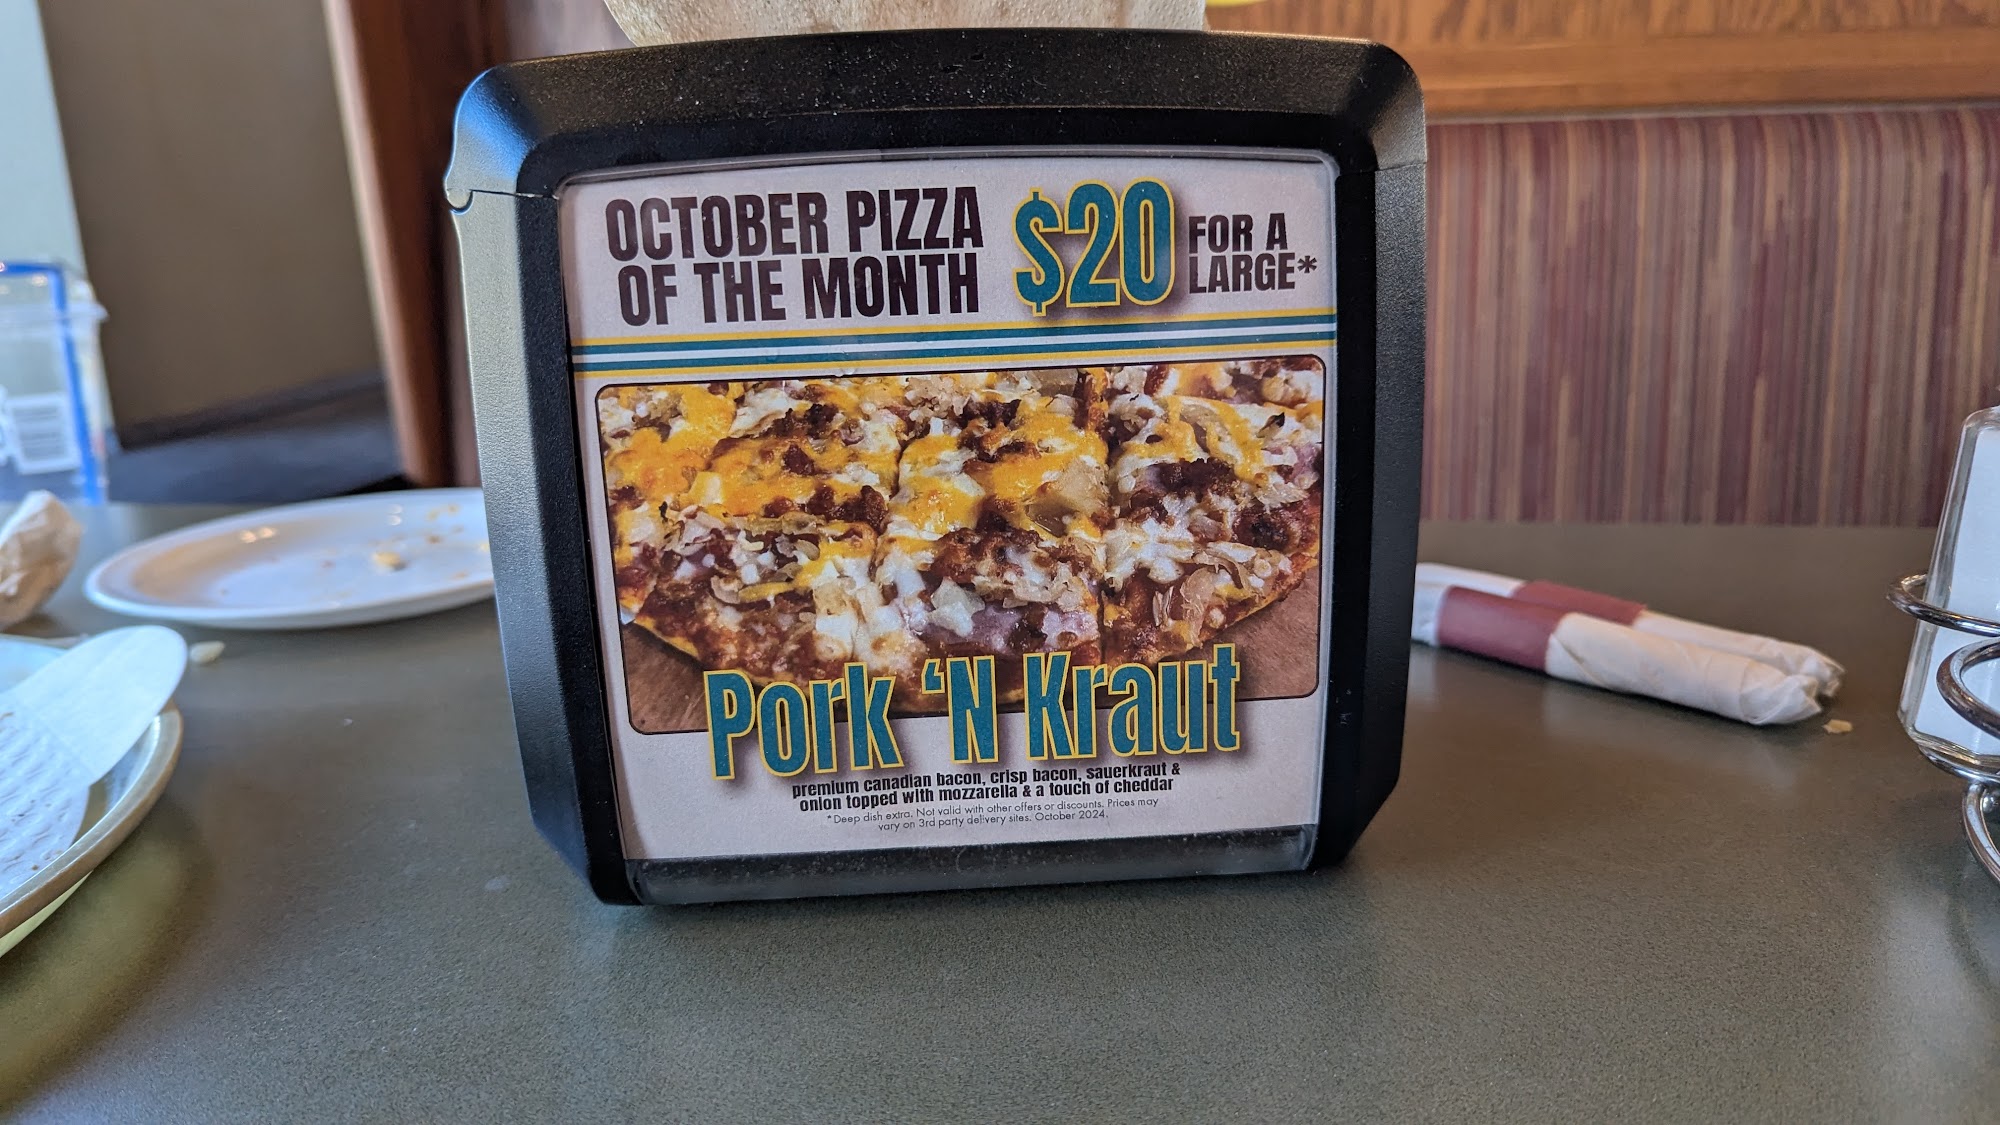 OCTOBER PIZZA
OF THE MONTH
$20
FOR A
LARGE*
Pork ‘N Kraut
premium canadian bacon, crisp bacon, sauerkraut &
onion topped with mozzarella & a touch of cheddar
*Deep dish extra. Not valid with other offers or discounts. Prices may
vary on 3rd party delivery sites. October 2024.